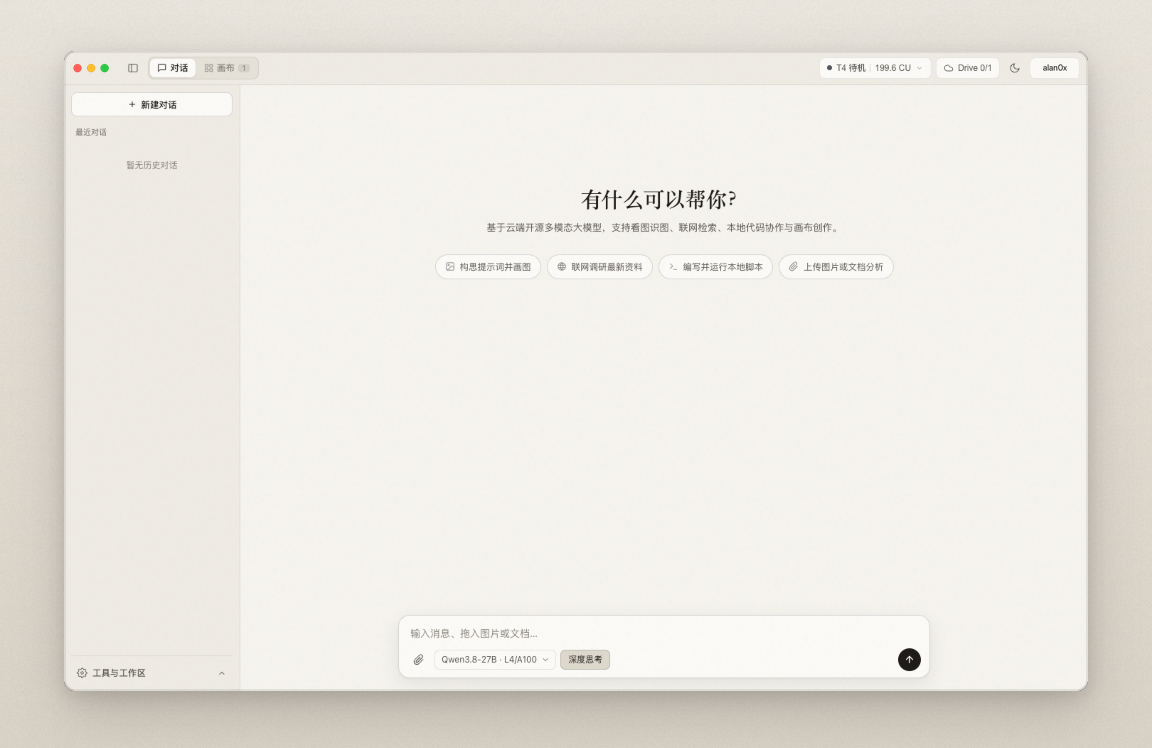 对话
画布 1
T4 待机 199.6 CU
Drive 0/1
alan0x
+ 新建对话
最近对话
暂无历史对话
有什么可以帮你?
基于云端开源多模态大模型，支持看图识图、联网检索、本地代码协作与画布创作。
构思提示词并画图
联网调研最新资料
编写并运行本地脚本
上传图片或文档分析
输入消息、拖入图片或文档...
Qwen3.8-27B · L4/A100
深度思考
工具与工作区